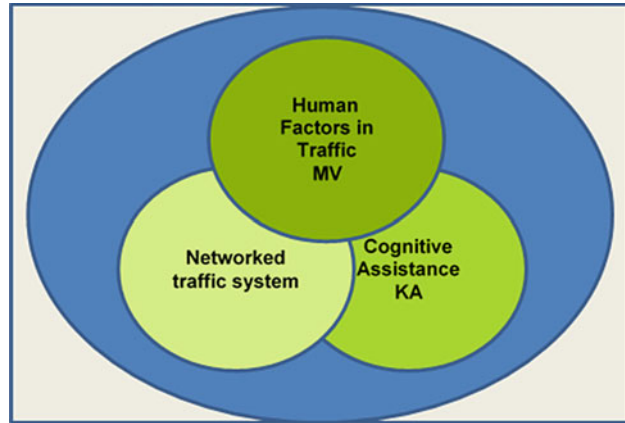 Human
Factors in
Traffic
MV
Networked
traffic system
Cognitive
Assistance
KA